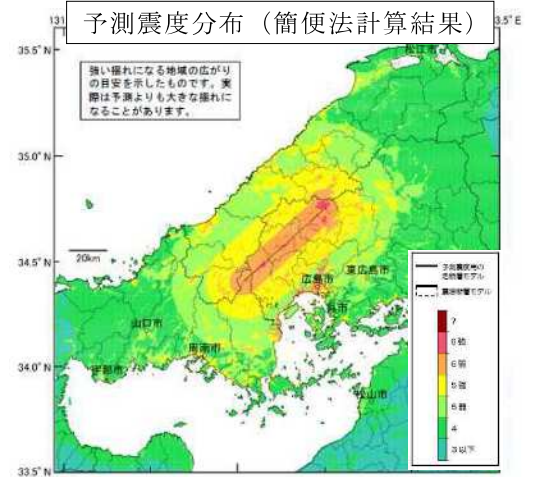 予測震度分布（簡便法計算結果）
35.5˚N
5˚E
松江市
強い揺れになる地域の広がり
の目安を示したものです。実
際は予測よりも大きな揺れに
なることがあります。
35.0˚N
34.5˚N
20km
広島市
東広島市
呉市
山口市
周南市
34.0˚N
宇部市
松山市
33.5˚N
7
6強
6弱
5強
5弱
4
3以下